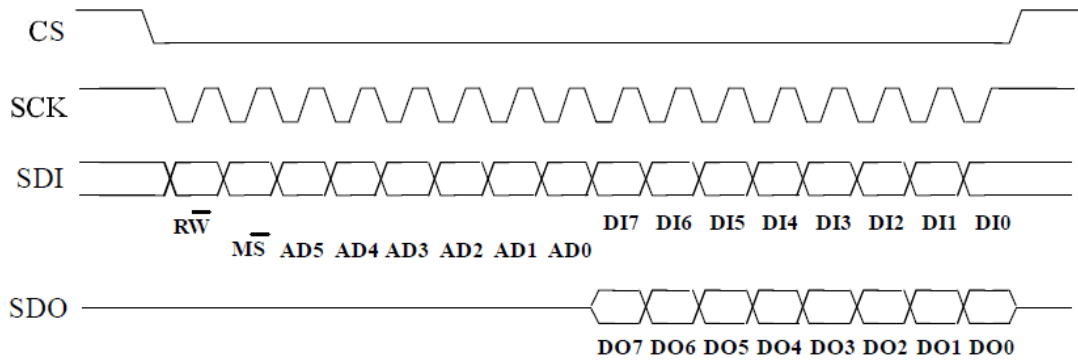 CS
SCK
SDI
RW̅ DI7 DI6 DI5 DI4 DI3 DI2 DI1 DI0
MS̅ AD5 AD4 AD3 AD2 AD1 AD0
SDO
DO7 DO6 DO5 DO4 DO3 DO2 DO1 DO0